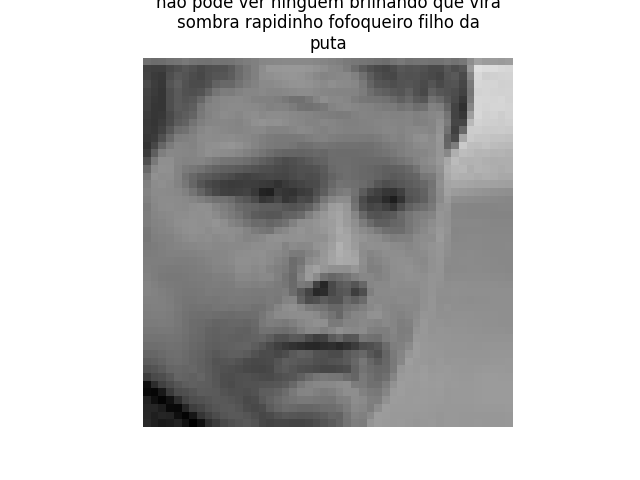 não pode ver ninguém brilhando que vira
sombra rapidinho fofoqueiro filho da
puta